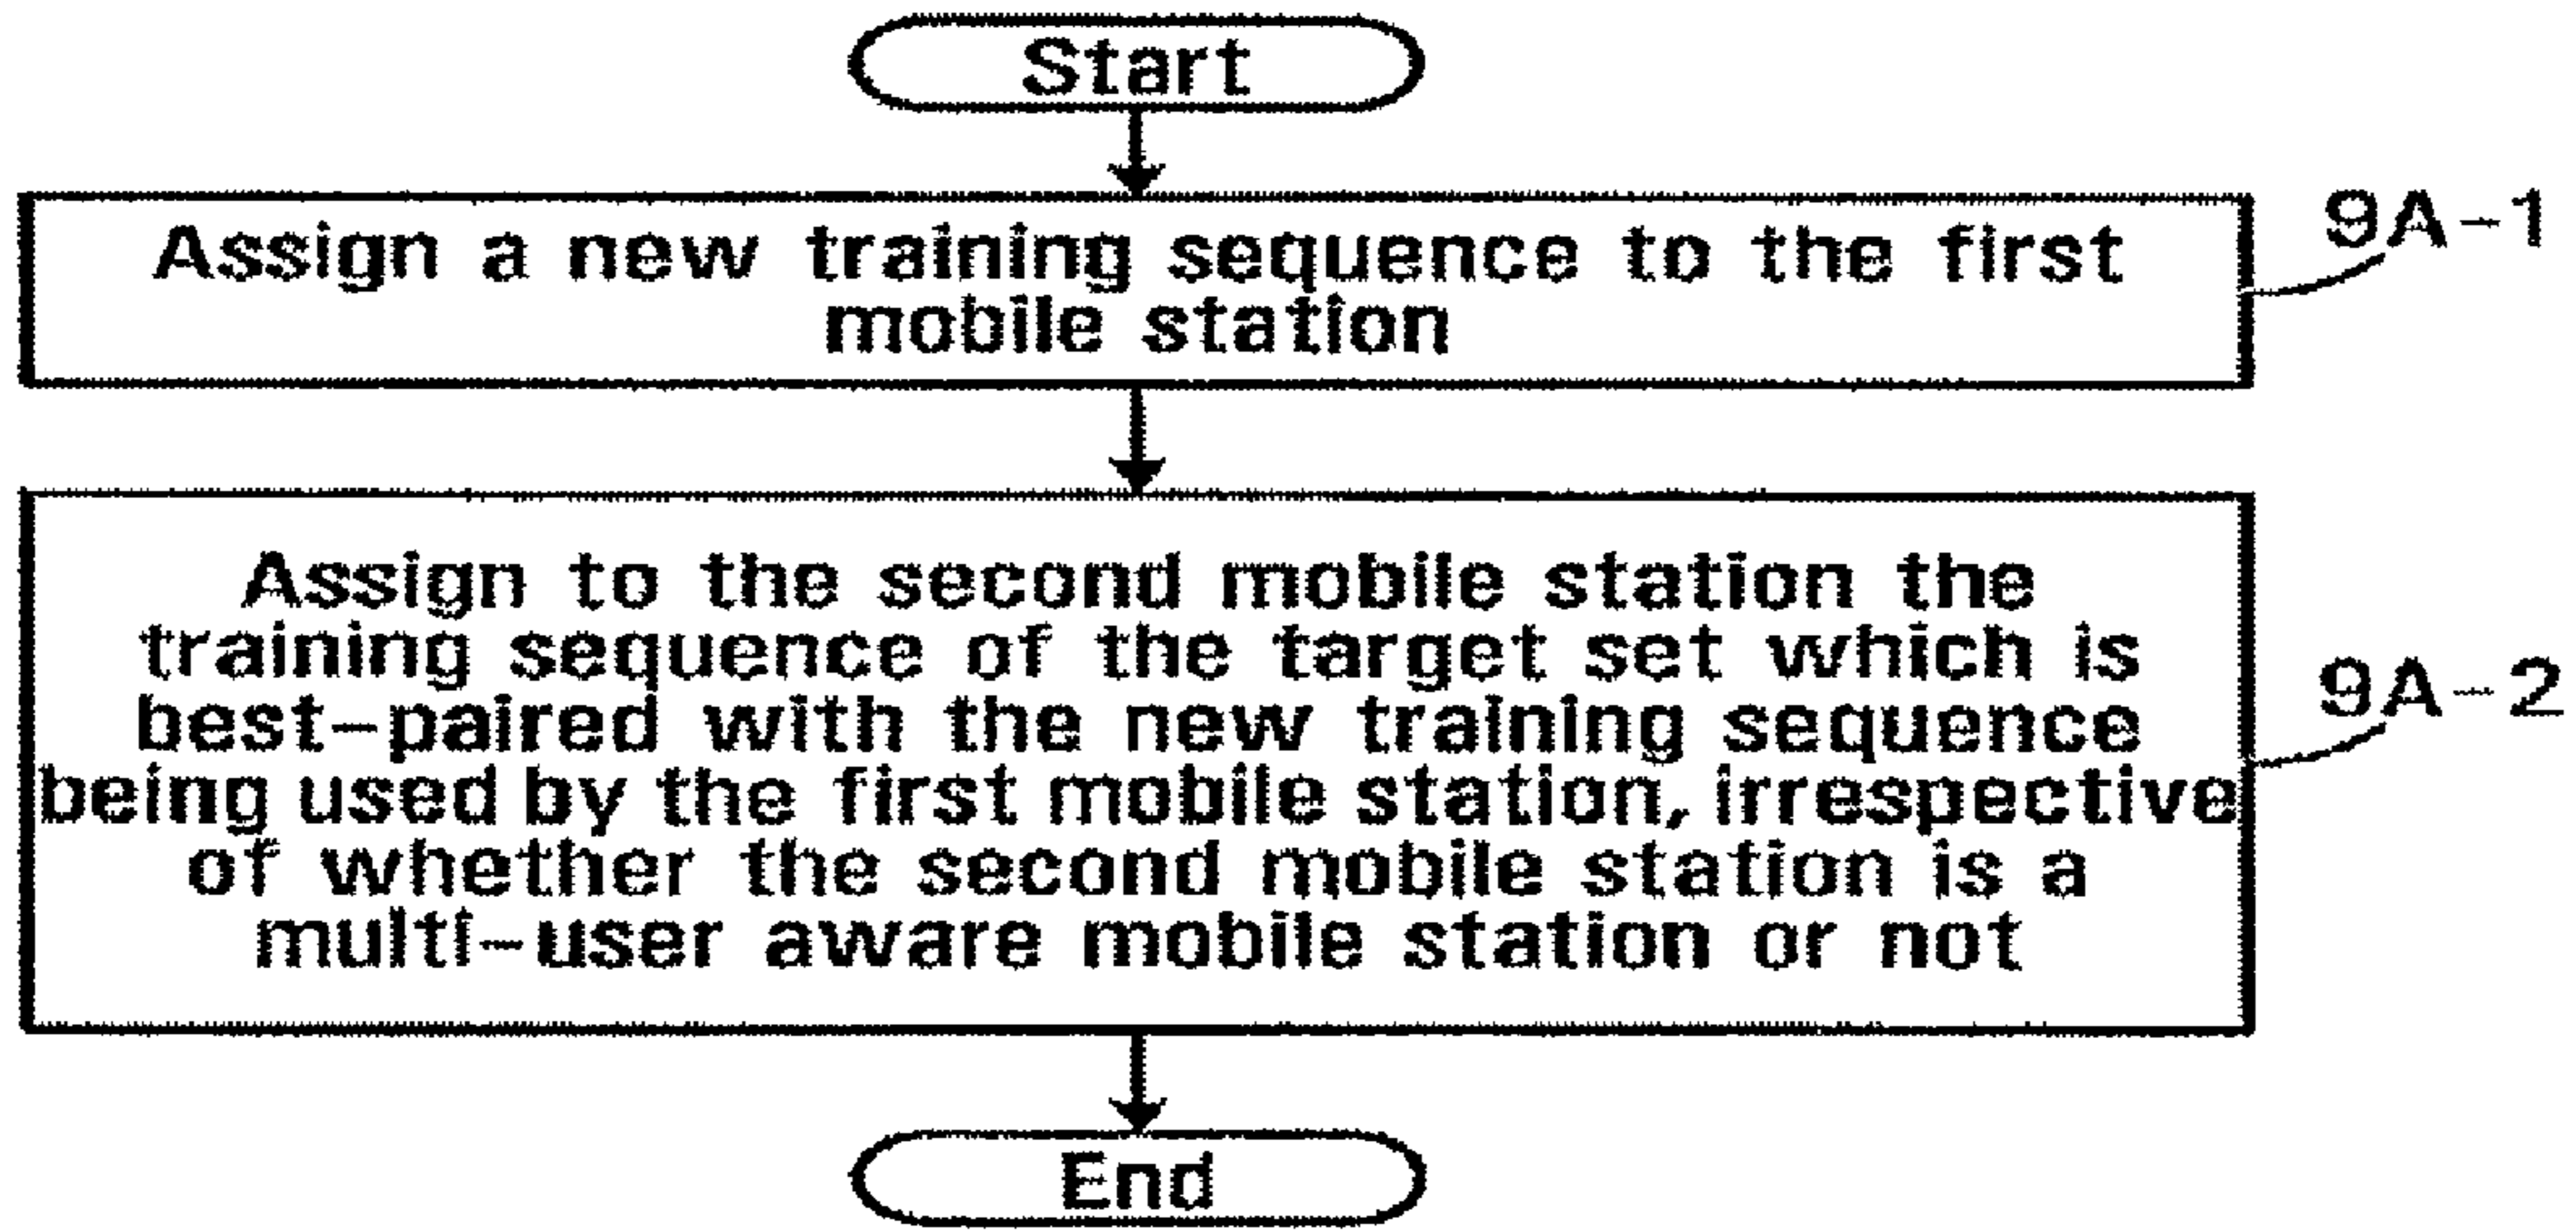 Start
Assign a new training sequence to the first
mobile station
9A-1
Assign to the second mobile station the
training sequence of the target set which is
best-paired with the new training sequence
being used by the first mobile station, irrespective
of whether the second mobile station is a
multi-user aware mobile station or not
9A-2
End